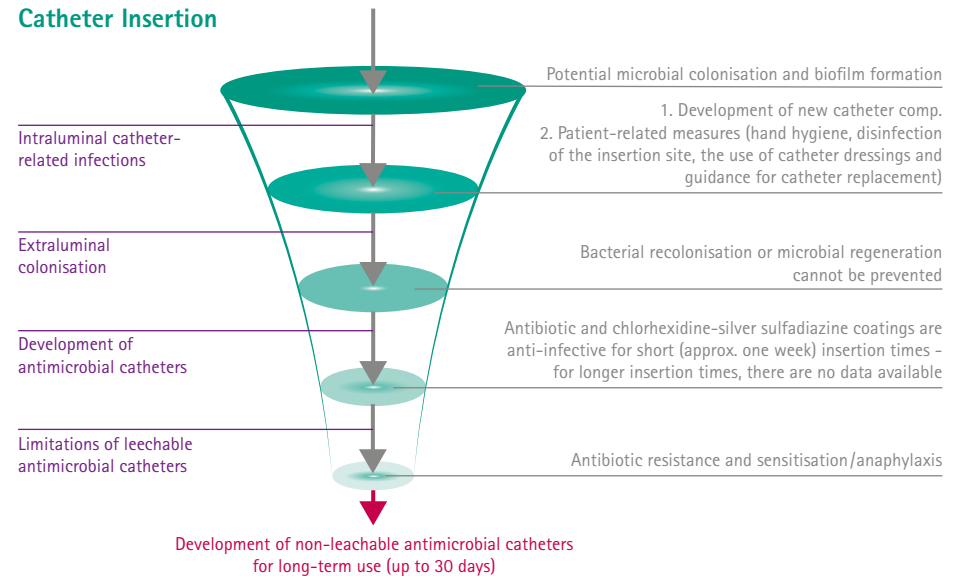 Catheter Insertion
Potential microbial colonisation and biofilm formation
Intraluminal catheter-
related infections
1. Development of new catheter comp.
2. Patient-related measures (hand hygiene, disinfection
of the insertion site, the use of catheter dressings and
guidance for catheter replacement)
Extraluminal
colonisation
Bacterial recolonisation or microbial regeneration
cannot be prevented
Development of
antimicrobial catheters
Antibiotic and chlorhexidine-silver sulfadiazine coatings are
anti-infective for short (approx. one week) insertion times -
for longer insertion times, there are no data available
Limitations of leechable
antimicrobial catheters
Antibiotic resistance and sensitisation/anaphylaxis
Development of non-leachable antimicrobial catheters
for long-term use (up to 30 days)